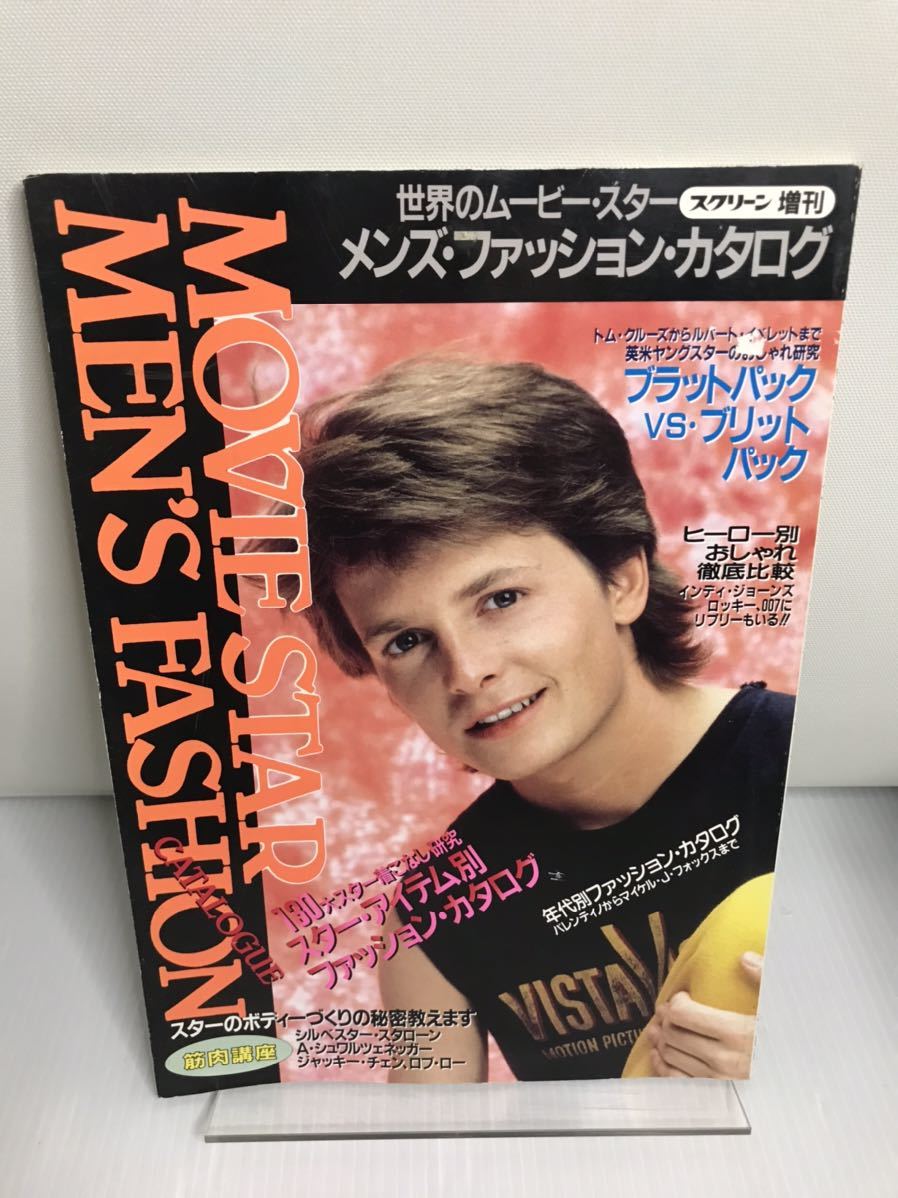 世界のムービー・スター スクリーン 増刊
メンズ・ファッション・カタログ
MOVIE STAR
MEN'S FASHION
CATALOGUE
トム・クルーズからルパート・エベレットまで
英米ヤングスターのおしゃれ研究
ブラットパック
VS・ブリット
パック
ヒーロー別
おしゃれ
徹底比較
インディ・ジョーンズ
ロッキー、007に
リプリーもいる!!
130大スター着こなし研究
スター・アイテム別
ファッション・カタログ
年代別ファッション・カタログ
バレンティノからマイケル・J・フォックスまで
VISTAV
MOTION PICTU
スターのボディーづくりの秘密教えます
筋肉講座
シルベスター・スタローン
A・シュワルツェネッガー
ジャッキー・チェン、ロブ・ロー